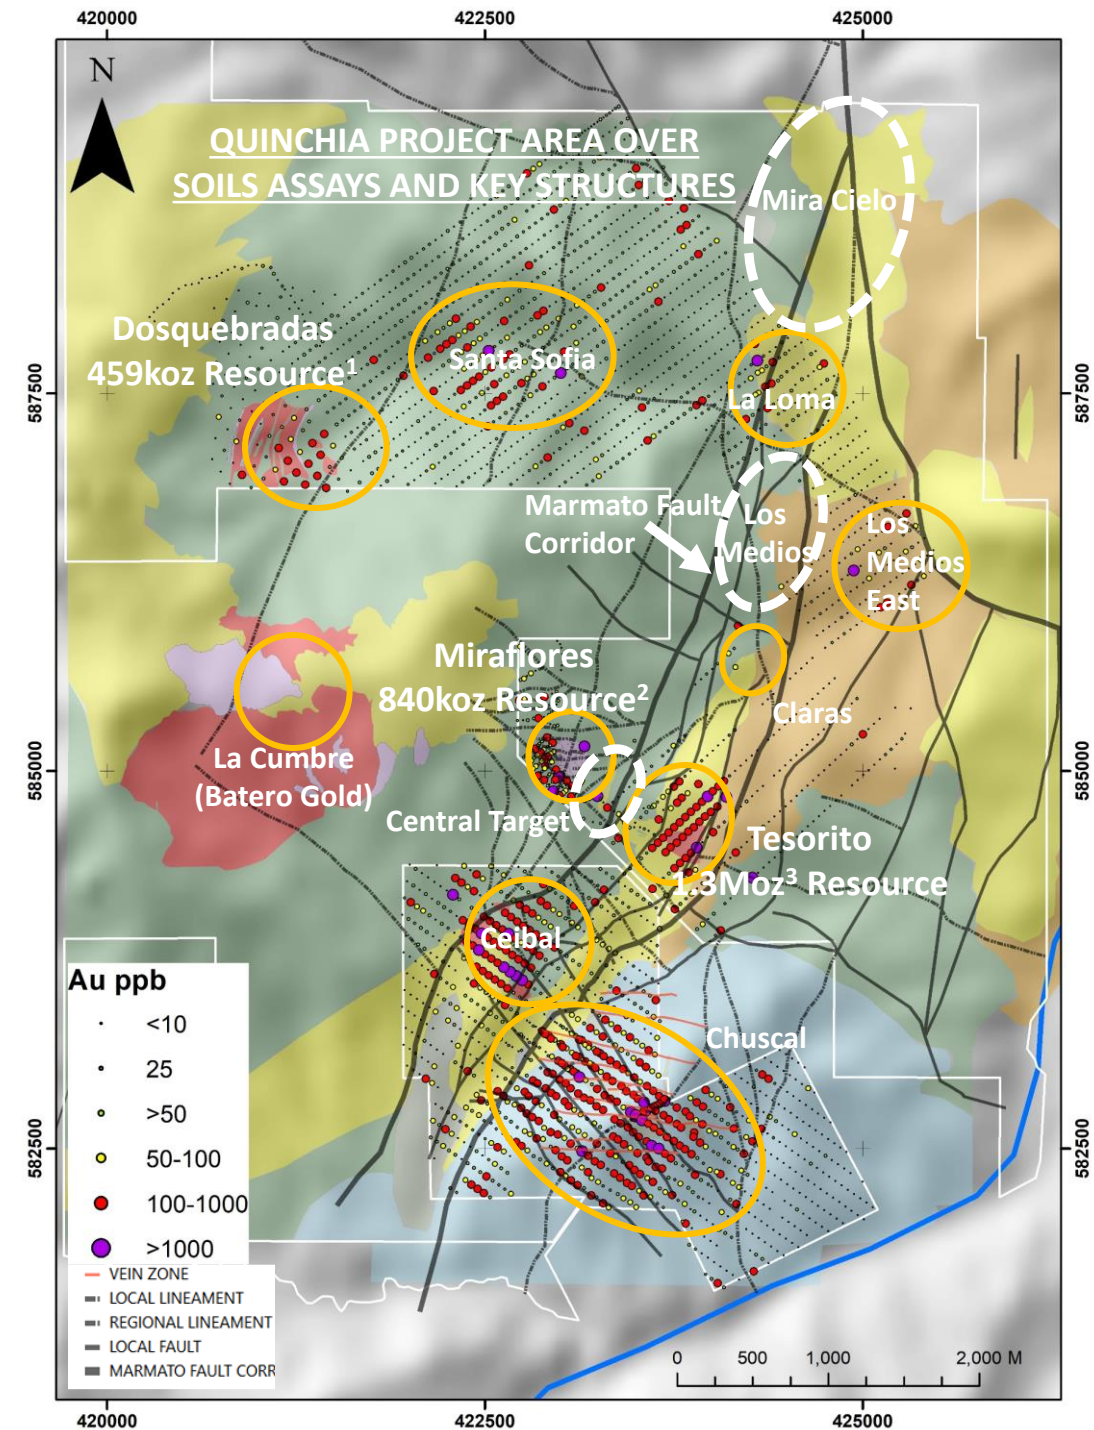 420000
422500
425000
N
QUINCHIA PROJECT AREA OVER
SOILS ASSAYS AND KEY STRUCTURES
Mira Cielo
Dosquebradas
459koz Resource¹
Santa Sofia
La Loma
587500
587500
Marmato Fault
Corridor
Los
Medios
Los
Medios
East
Miraflores
840koz Resource²
Claras
La Cumbre
(Batero Gold)
585000
585000
Central Target
Tesorito
1.3Moz³ Resource
Ceibal
Chuscal
582500
582500
Au ppb
<10
25
>50
50-100
100-1000
>1000
VEIN ZONE
LOCAL LINEAMENT
REGIONAL LINEAMENT
LOCAL FAULT
MARMATO FAULT CORR
0 500 1,000 2,000 M
420000
422500
425000